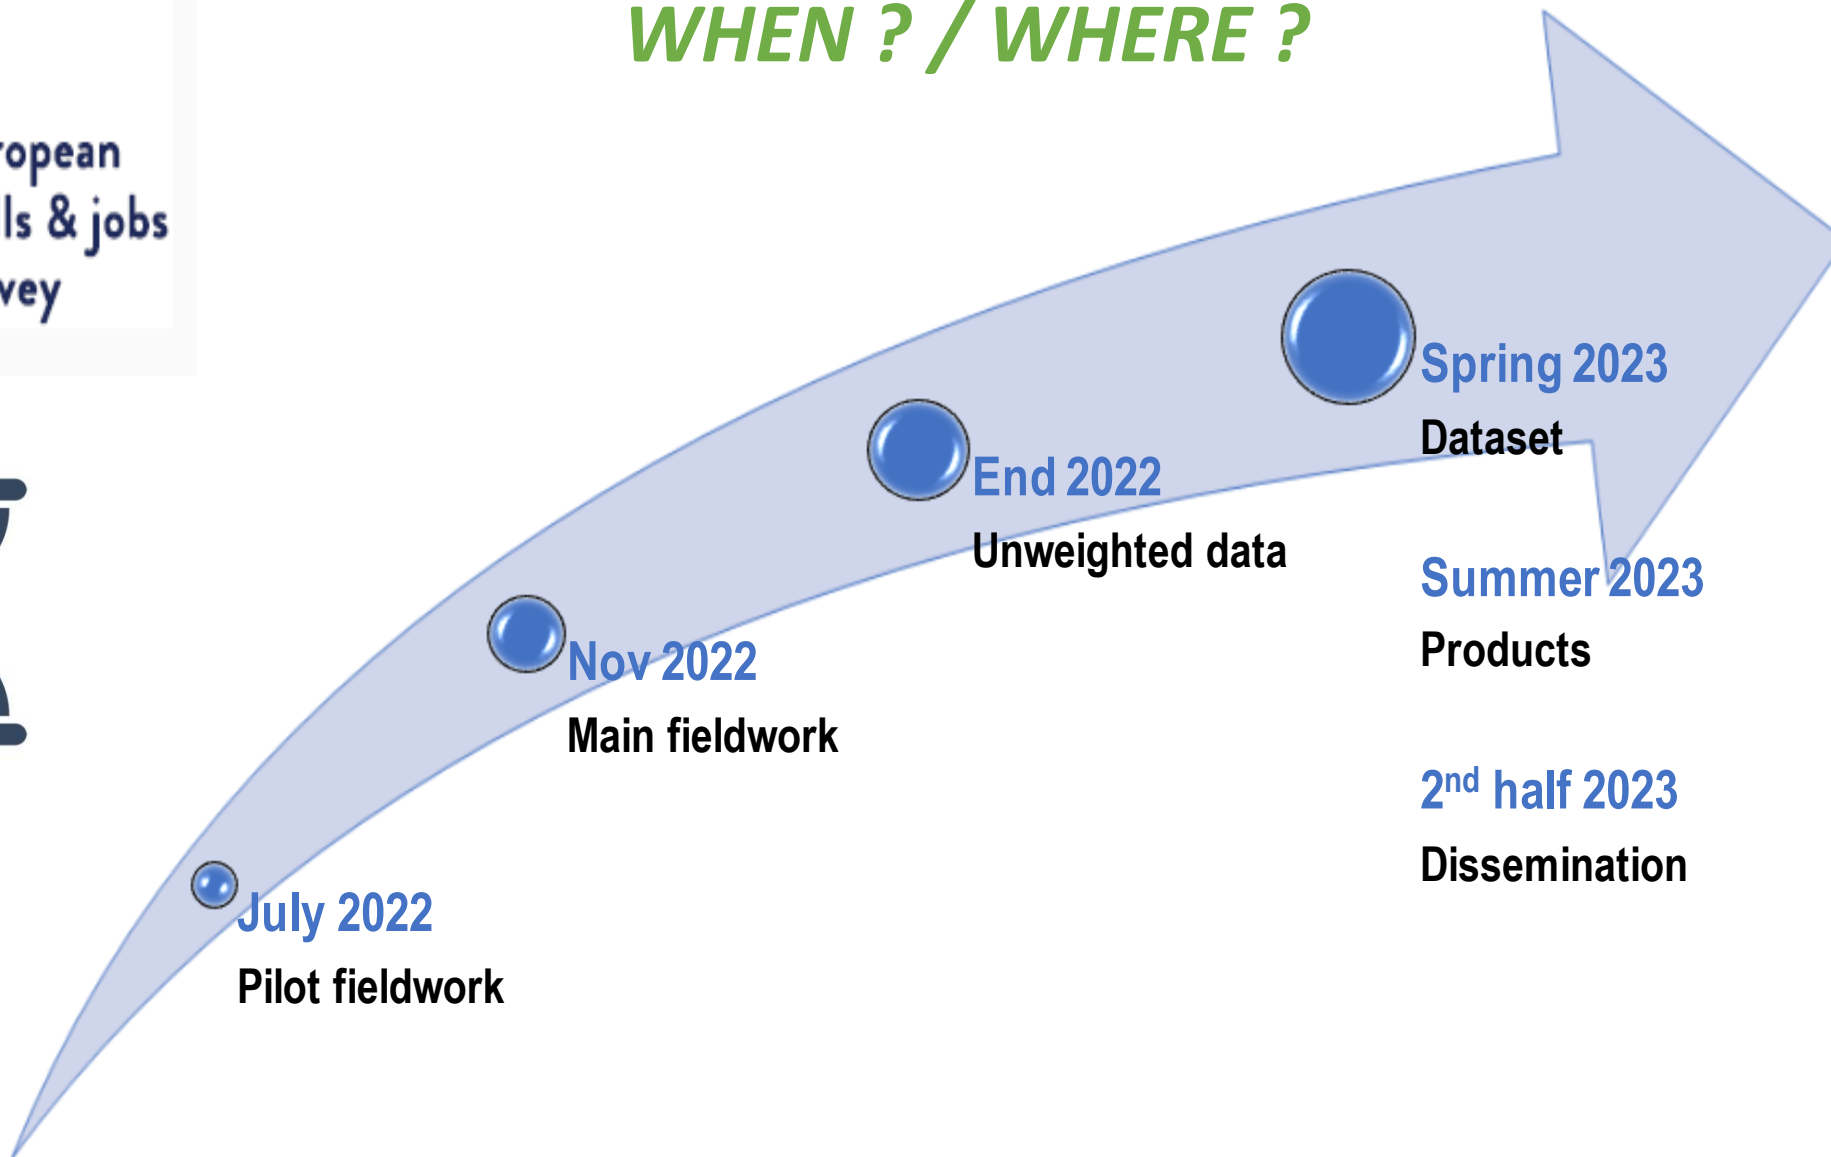 WHEN ? / WHERE ?
ropean
lls & jobs
vey
Spring 2023
Dataset
End 2022
Unweighted data
Summer 2023
Products
Nov 2022
Main fieldwork
2nd half 2023
Dissemination
July 2022
Pilot fieldwork